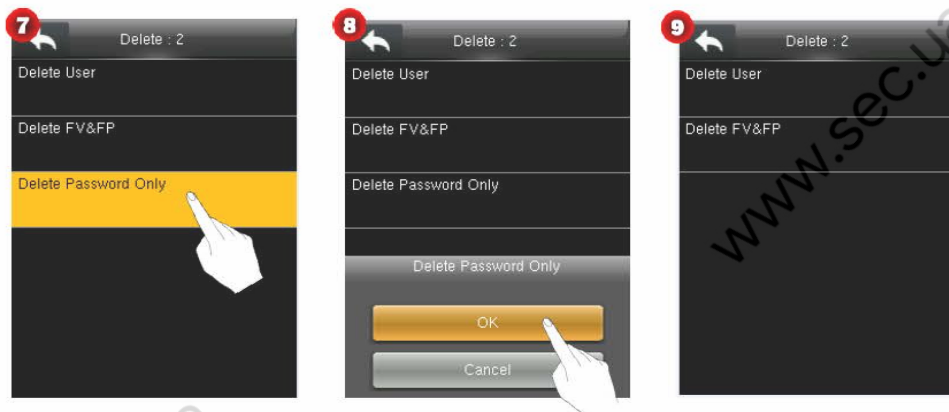 7
Delete : 2
Delete User
Delete FV&FP
Delete Password Only
8
Delete : 2
Delete User
Delete FV&FP
Delete Password Only
Delete Password Only
OK
Cancel
9
Delete : 2
Delete User
Delete FV&FP
www.sec.ua